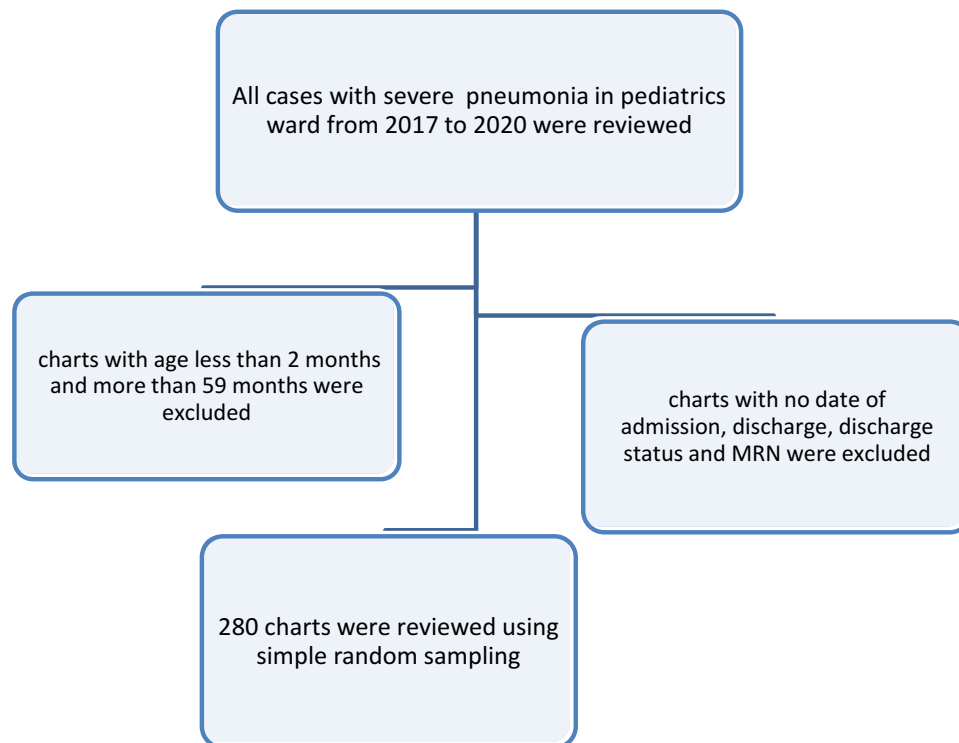 All cases with severe  pneumonia in pediatrics
ward from 2017 to 2020 were reviewed
charts with age less than 2 months
and more than 59 months were
excluded
charts with no date of
admission, discharge, discharge
status and MRN were excluded
280 charts were reviewed using
simple random sampling